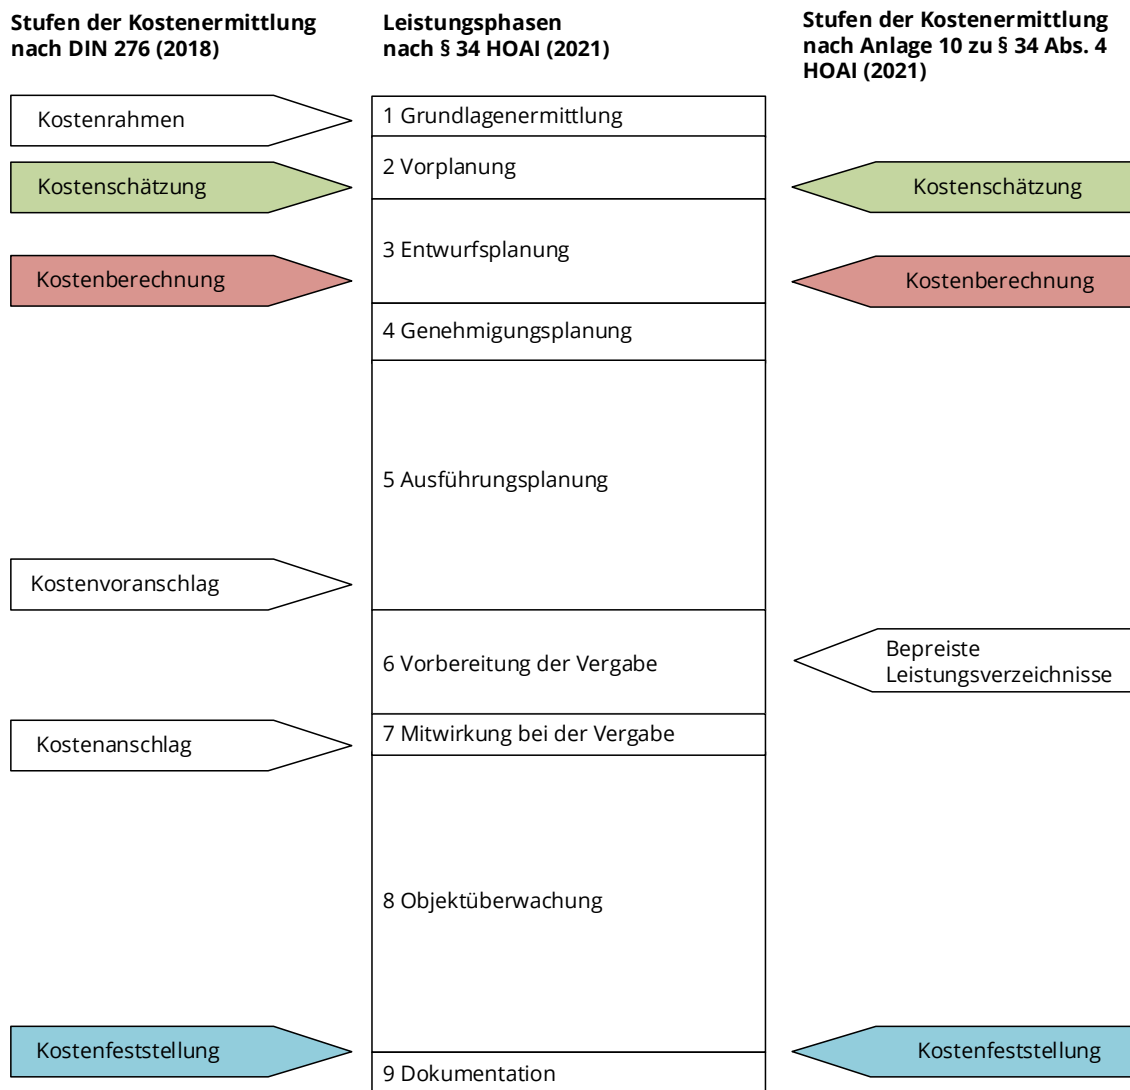 Stufen der Kostenermittlung
nach DIN 276 (2018)
Leistungsphasen
nach § 34 HOAI (2021)
Stufen der Kostenermittlung
nach Anlage 10 zu § 34 Abs. 4
HOAI (2021)
Kostenrahmen
1 Grundlagenermittlung
2 Vorplanung
Kostenschätzung
Kostenschätzung
3 Entwurfsplanung
Kostenberechnung
Kostenberechnung
4 Genehmigungsplanung
5 Ausführungsplanung
Kostenvoranschlag
6 Vorbereitung der Vergabe
Bepreiste
Leistungsverzeichnisse
7 Mitwirkung bei der Vergabe
Kostenanschlag
8 Objektüberwachung
Kostenfeststellung
Kostenfeststellung
9 Dokumentation